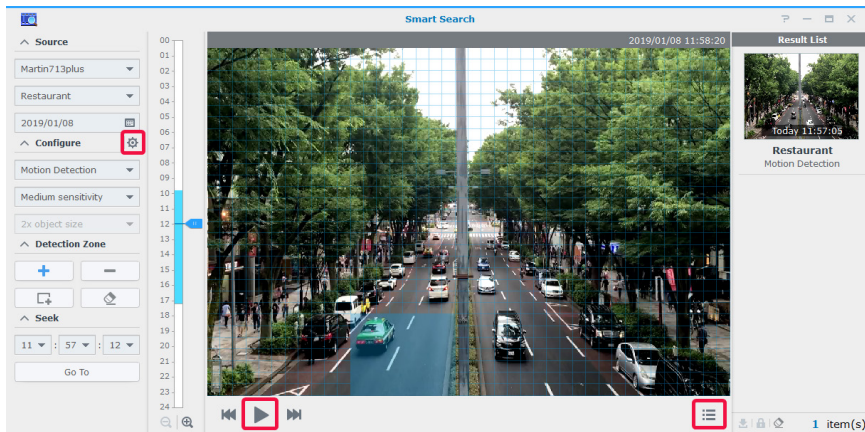 Smart Search
Source
Martin713plus
Restaurant
2019/01/08
Configure
Motion Detection
Medium sensitivity
2x object size
Detection Zone
Seek
11 : 57 : 12
Go To
00
01
02
03
04
05
06
07
08
09
10
11
12
13
14
15
16
17
18
19
20
21
22
23
24
2019/01/08 11:58:20
Result List
Today 11:57:05
Restaurant
Motion Detection
1 item(s)